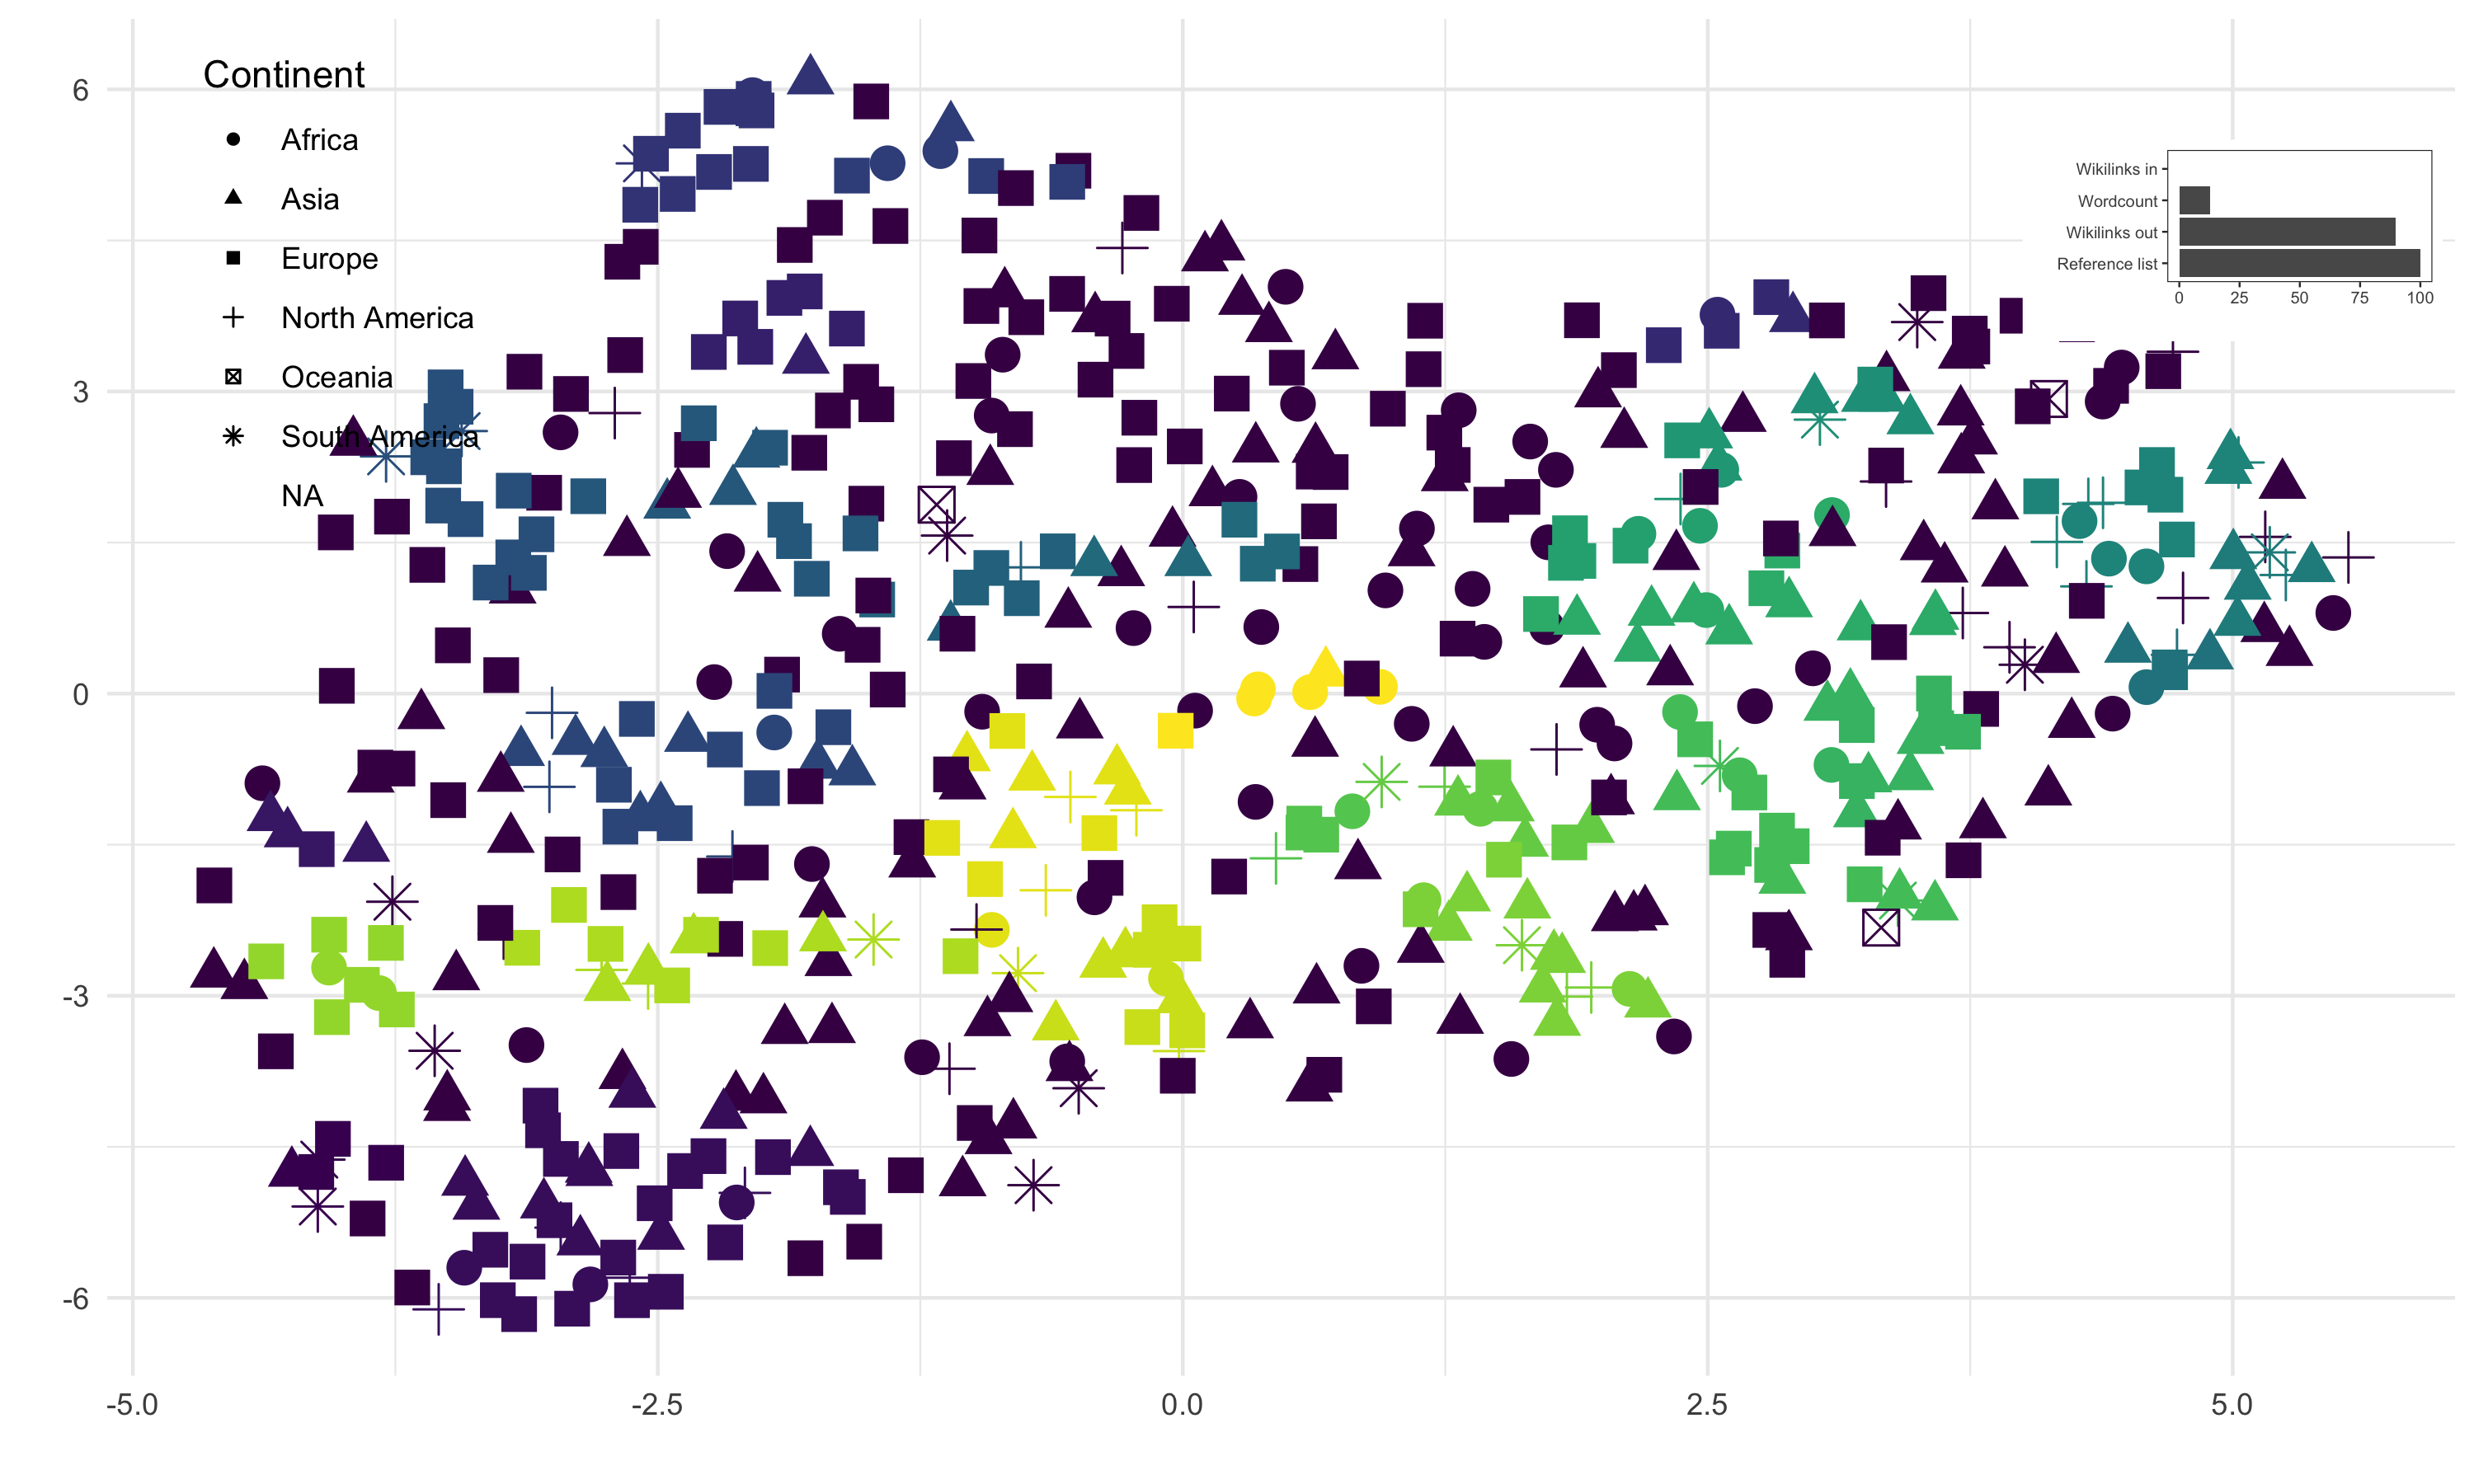 Continent
Africa
Asia
Europe
North America
Oceania
South America
NA
6
3
0
-3
-6
-5.0
-2.5
0.0
2.5
5.0
Wikilinks in
Wordcount
Wikilinks out
Reference list
0
25
50
75
100